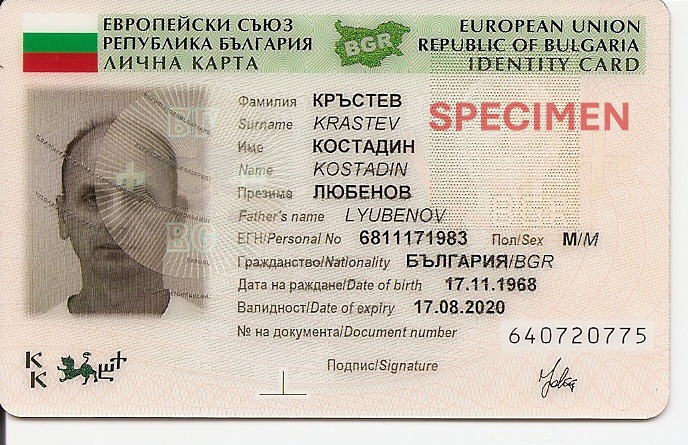 ЕВРОПЕЙСКИ СЪЮЗ
РЕПУБЛИКА БЪЛГАРИЯ
ЛИЧНА КАРТА
BGR
EUROPEAN UNION
REPUBLIC OF BULGARIA
IDENTITY CARD
SPECIMEN
Фамилия КРЪСТЕВ
Surname KRASTEV
Име КОСТАДИН
Name KOSTADIN
Презиме ЛЮБЕНОВ
Father's name LYUBENOV
ЕГН/Personal No 6811171983 Пол/Sex М/M
Гражданство/Nationality БЪЛГАРИЯ/BGR
Дата на раждане/Date of birth 17.11.1968
Валидност/Date of expiry 17.08.2020
№ на документа/Document number 640720775
Подпис/Signature
К
К